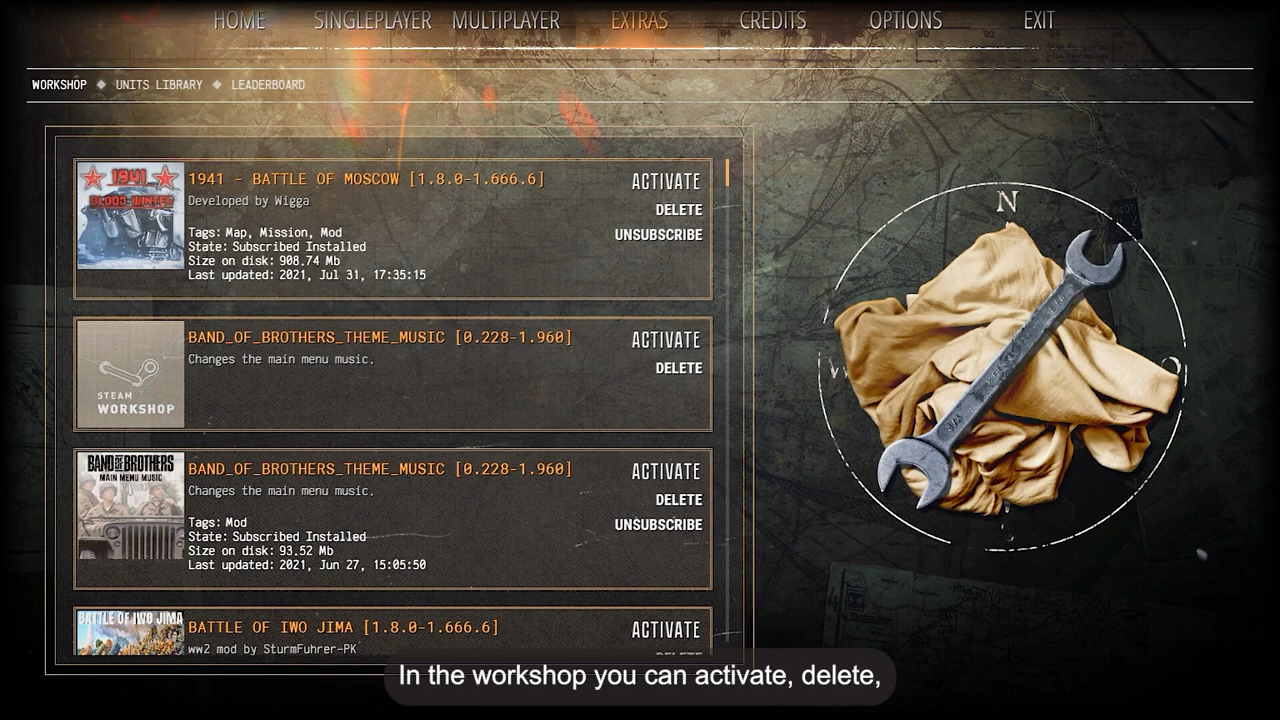 HOME SINGLEPLAYER MULTIPLAYER EXTRAS CREDITS OPTIONS EXIT
WORKSHOP ◆ UNITS LIBRARY ◆ LEADERBOARD
1941
BLOOD WINTER
1941 - BATTLE OF MOSCOW [1.8.0-1.666.6]
Developed by Wigga
Tags: Map, Mission, Mod
State: Subscribed Installed
Size on disk: 908.74 Mb
Last updated: 2021, Jul 31, 17:35:15
ACTIVATE
DELETE
UNSUBSCRIBE
STEAM
WORKSHOP
BAND_OF_BROTHERS_THEME_MUSIC [0.228-1.960]
Changes the main menu music.
ACTIVATE
DELETE
BAND OF BROTHERS
MAIN MENU MUSIC
BAND_OF_BROTHERS_THEME_MUSIC [0.228-1.960]
Changes the main menu music.
Tags: Mod
State: Subscribed Installed
Size on disk: 93.52 Mb
Last updated: 2021, Jun 27, 15:05:50
ACTIVATE
DELETE
UNSUBSCRIBE
BATTLE OF IWO JIMA
BATTLE OF IWO JIMA [1.8.0-1.666.6]
ww2 mod by SturmFuhrer-PK
ACTIVATE
N
In the workshop you can activate, delete,